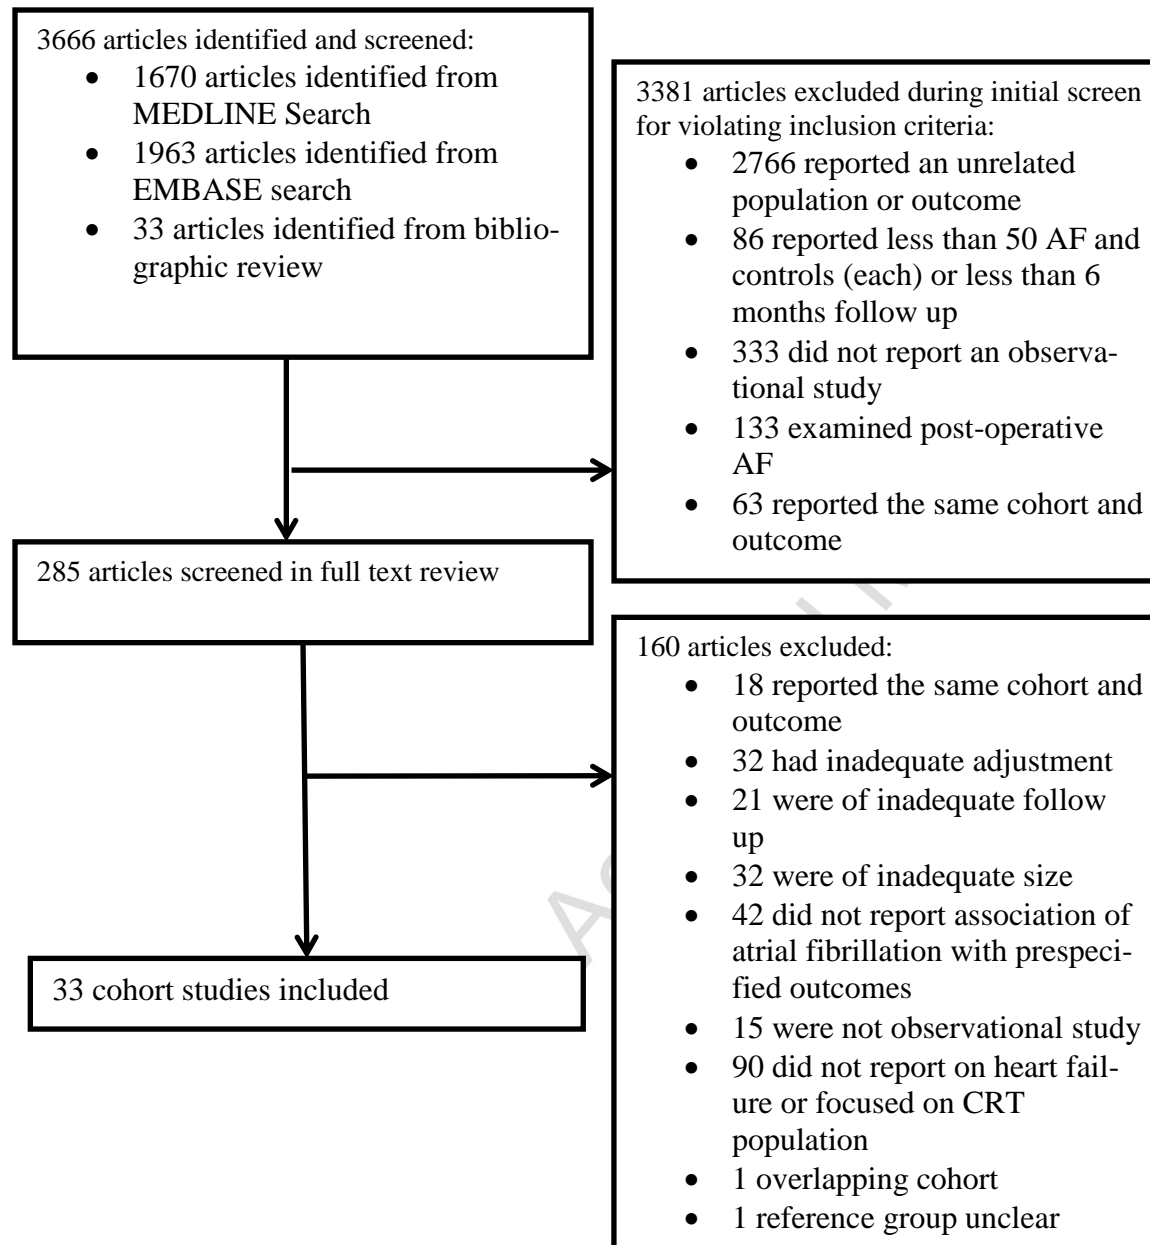 3666 articles identified and screened:
• 1670 articles identified from
MEDLINE Search
• 1963 articles identified from
EMBASE search
• 33 articles identified from biblio-
graphic review
3381 articles excluded during initial screen
for violating inclusion criteria:
• 2766 reported an unrelated
population or outcome
• 86 reported less than 50 AF and
controls (each) or less than 6
months follow up
• 333 did not report an observa-
tional study
• 133 examined post-operative
AF
• 63 reported the same cohort and
outcome
285 articles screened in full text review
160 articles excluded:
• 18 reported the same cohort and
outcome
• 32 had inadequate adjustment
• 21 were of inadequate follow
up
• 32 were of inadequate size
• 42 did not report association of
atrial fibrillation with prespeci-
fied outcomes
• 15 were not observational study
• 90 did not report on heart fail-
ure or focused on CRT
population
• 1 overlapping cohort
• 1 reference group unclear
33 cohort studies included